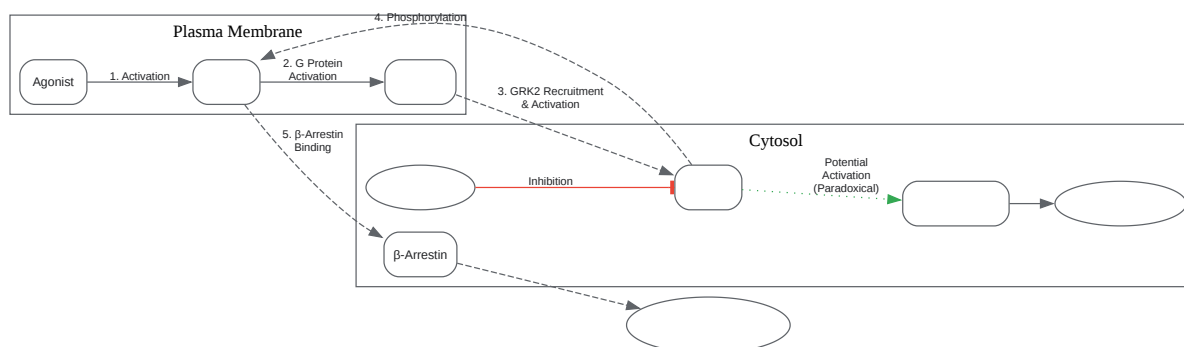 4. Phosphorylation
Plasma Membrane
Agonist
1. Activation
2. G Protein
Activation
3. GRK2 Recruitment
& Activation
5. β-Arrestin
Binding
Cytosol
Inhibition
Potential
Activation
(Paradoxical)
β-Arrestin